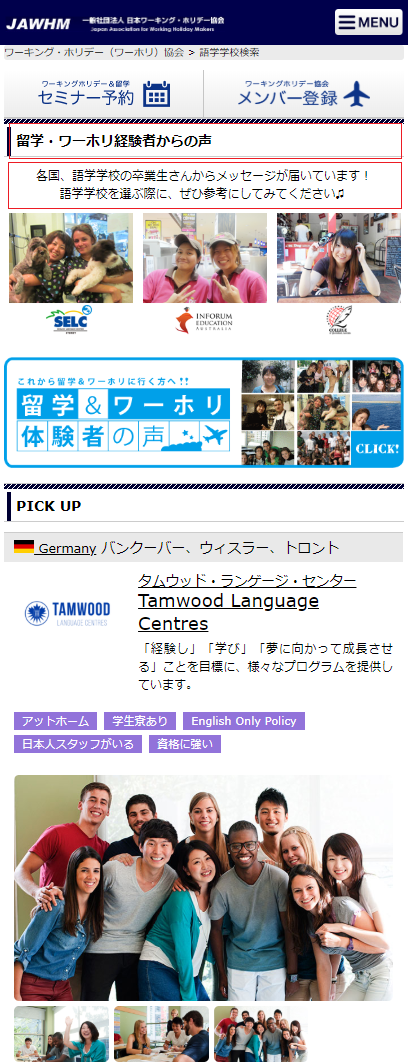 JAWHM 一般社団法人 日本ワーキング・ホリデー協会
Japan Association for Working Holiday Makers
MENU
ワーキング・ホリデー（ワーホリ）協会 > 語学学校検索
ワーキングホリデー＆留学
セミナー予約
ワーキングホリデー協会
メンバー登録
留学・ワーホリ経験者からの声
各国、語学学校の卒業生さんからメッセージが届いています！
語学学校を選ぶ際に、ぜひ参考にしてみてください♫
SELC
INFORUM
EDUCATION
AUSTRALIA
COLLEGE
これから留学＆ワーホリに行く方へ!!
留学＆ワーホリ
体験者の声
CLICK!
PICK UP
Germany バンクーバー、ウィスラー、トロント
タムウッド・ランゲージ・センター
Tamwood Language
Centres
TAMWOOD
LANGUAGE CENTRES
「経験し」「学び」「夢に向かって成長させ
る」ことを目標に、様々なプログラムを提供し
ています。
アットホーム 学生寮あり English Only Policy
日本人スタッフがいる 資格に強い